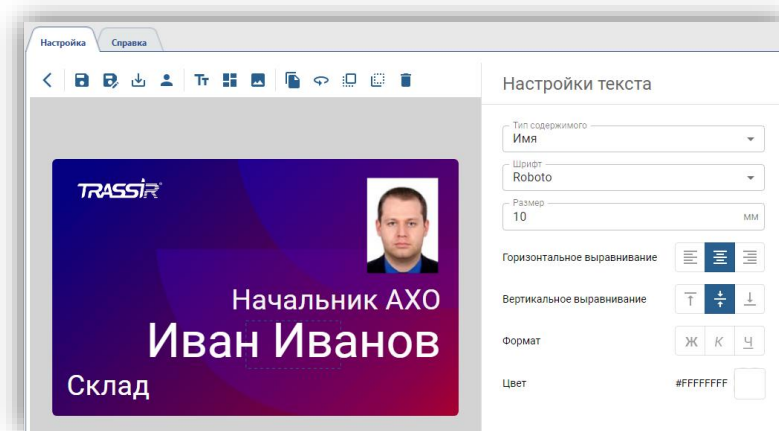 Настройка Справка
Настройки текста
Тип содержимого
Имя
Шрифт
Roboto
Размер
10 мм
Горизонтальное выравнивание
Вертикальное выравнивание
Формат Ж К Ч
Цвет #FFFFFFFF
TRASSIR
Начальник АХО
Иван Иванов
Склад